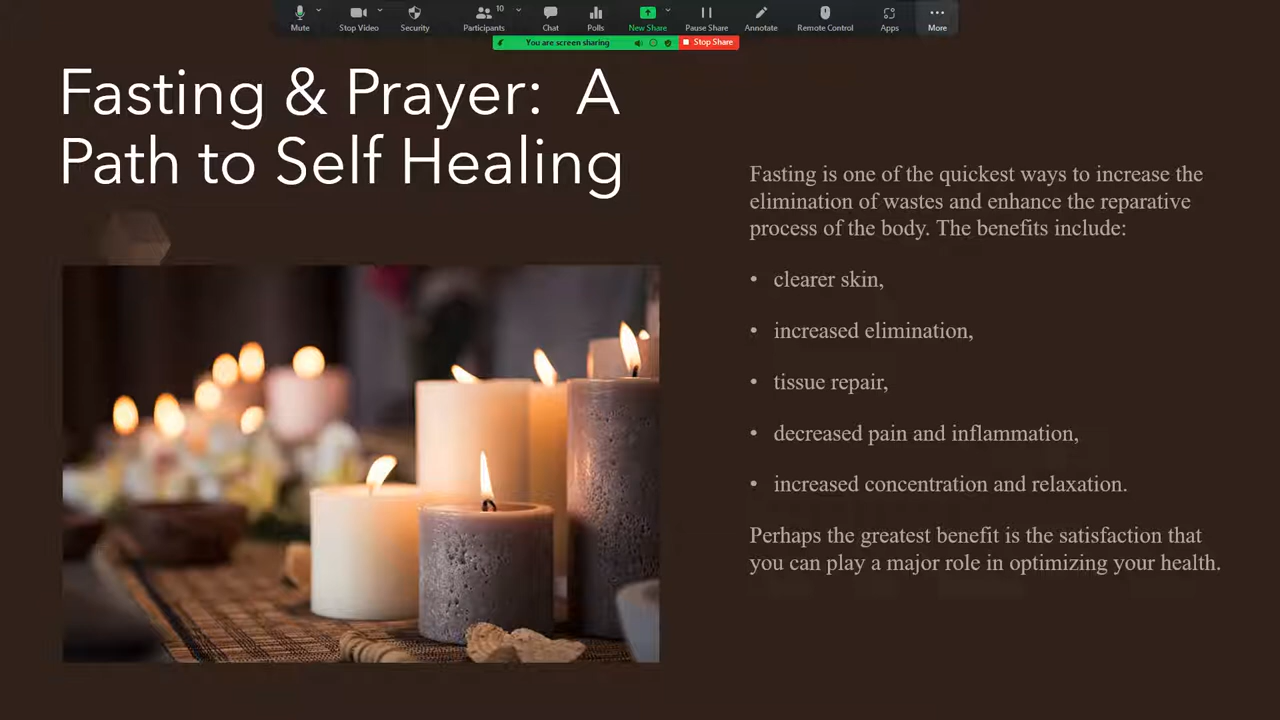 Mute
Stop Video
Security
Participants
10
Chat
Polls
New Share
Pause Share
Annotate
Remote Control
Apps
More
You are screen sharing
Stop Share
Fasting & Prayer: A
Path to Self Healing
Fasting is one of the quickest ways to increase the
elimination of wastes and enhance the reparative
process of the body. The benefits include:
• clearer skin,
• increased elimination,
• tissue repair,
• decreased pain and inflammation,
• increased concentration and relaxation.
Perhaps the greatest benefit is the satisfaction that
you can play a major role in optimizing your health.